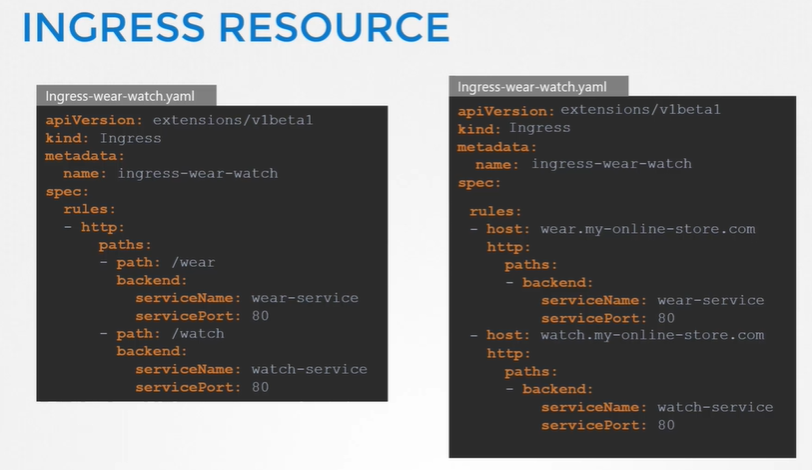 INGRESS RESOURCE
Ingress-wear-watch.yaml
apiVersion: extensions/v1beta1
kind: Ingress
metadata:
  name: ingress-wear-watch
spec:
  rules:
  - http:
      paths:
      - path: /wear
        backend:
          serviceName: wear-service
          servicePort: 80
      - path: /watch
        backend:
          serviceName: watch-service
          servicePort: 80
Ingress-wear-watch.yaml
apiVersion: extensions/v1beta1
kind: Ingress
metadata:
  name: ingress-wear-watch
spec:
  rules:
  - host: wear.my-online-store.com
    http:
      paths:
      - backend:
          serviceName: wear-service
          servicePort: 80
  - host: watch.my-online-store.com
    http:
      paths:
      - backend:
          serviceName: watch-service
          servicePort: 80